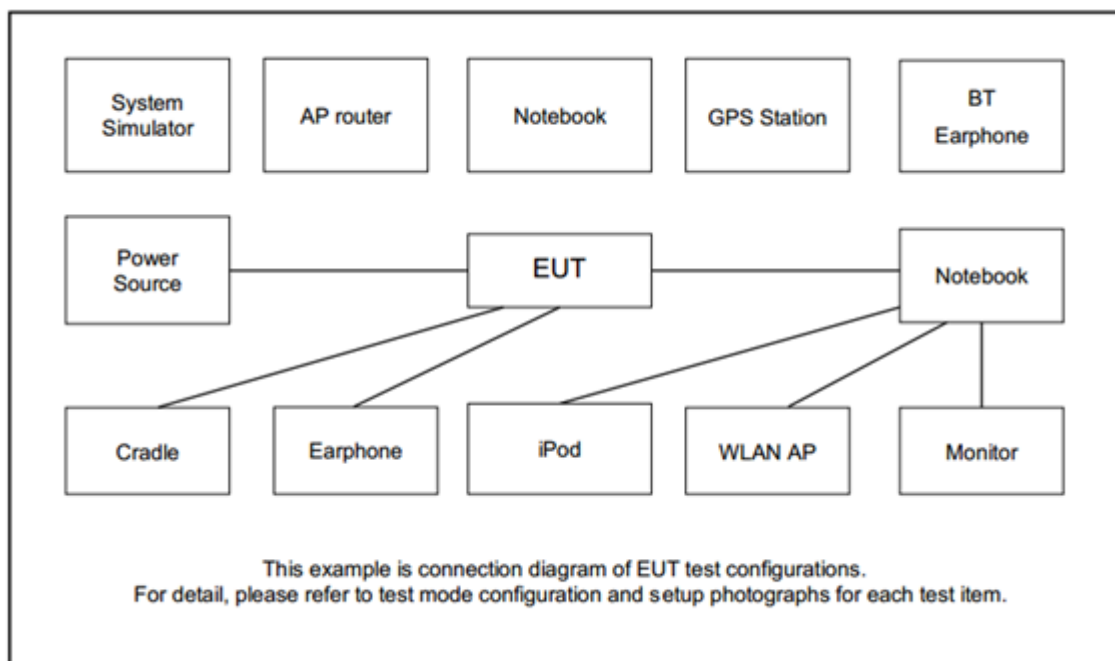 System
Simulator
AP router
Notebook
GPS Station
BT
Earphone
Power
Source
EUT
Notebook
Cradle
Earphone
iPod
WLAN AP
Monitor
This example is connection diagram of EUT test configurations.
For detail, please refer to test mode configuration and setup photographs for each test item.